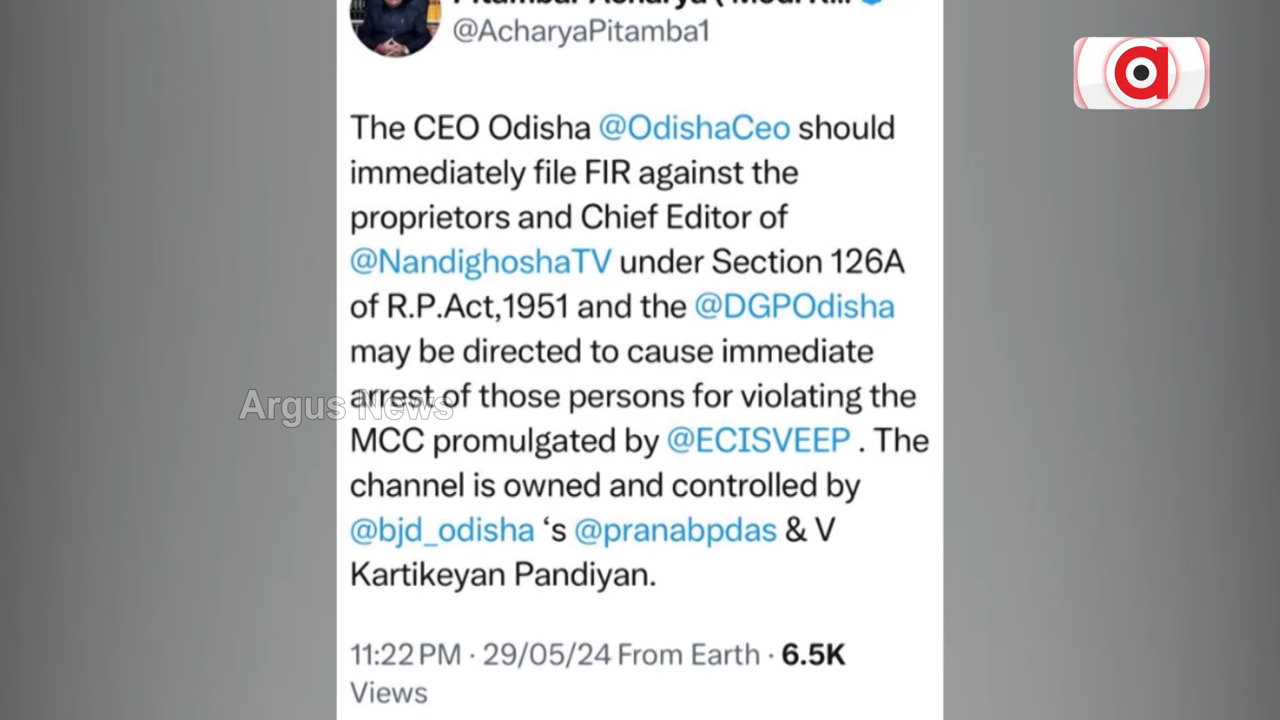 @AcharyaPitamba1
The CEO Odisha @OdishaCeo should
immediately file FIR against the
proprietors and Chief Editor of
@NandighoshaTV under Section 126A
of R.P.Act,1951 and the @DGPOdisha
may be directed to cause immediate
arrest of those persons for violating the
MCC promulgated by @ECISVEEP . The
channel is owned and controlled by
@bjd_odisha ‘s @pranabpdas & V
Kartikeyan Pandiyan.
11:22 PM · 29/05/24 From Earth · 6.5K
Views
Argus News
a